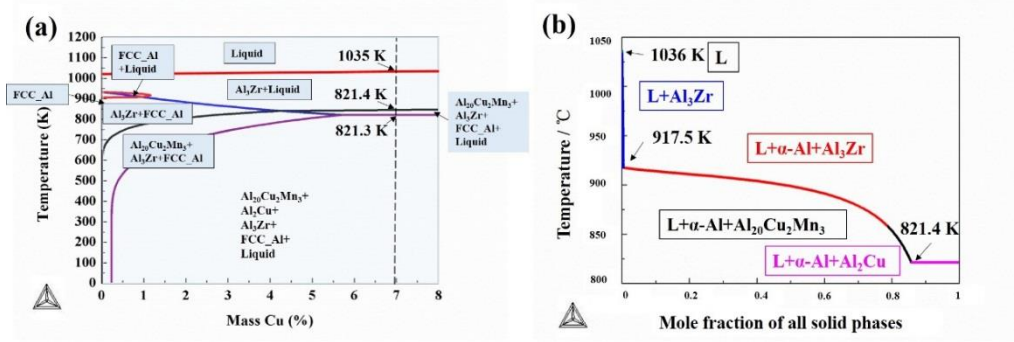 (a)
1200
1100
1000
900
800
700
600
500
400
300
200
100
0
Temperature (K)
Liquid
1035 K
FCC_Al
+Liquid
FCC_Al
Al₃Zr+Liquid
821.4 K
Al₃Zr+FCC_Al
821.3 K
Al₂₀Cu₂Mn₃+
Al₃Zr+FCC_Al
Al₂₀Cu₂Mn₃+
Al₃Zr+
FCC_Al+
Liquid
Al₂₀Cu₂Mn₃+
Al₂Cu+
Al₃Zr+
FCC_Al+
Liquid
0 1 2 3 4 5 6 7 8
Mass Cu (%)
(b)
1050
1000
950
900
850
800
Temperature / ℃
1036 K
L
L+Al₃Zr
917.5 K
L+α-Al+Al₃Zr
L+α-Al+Al₂₀Cu₂Mn₃
821.4 K
L+α-Al+Al₂Cu
0 0.2 0.4 0.6 0.8 1
Mole fraction of all solid phases